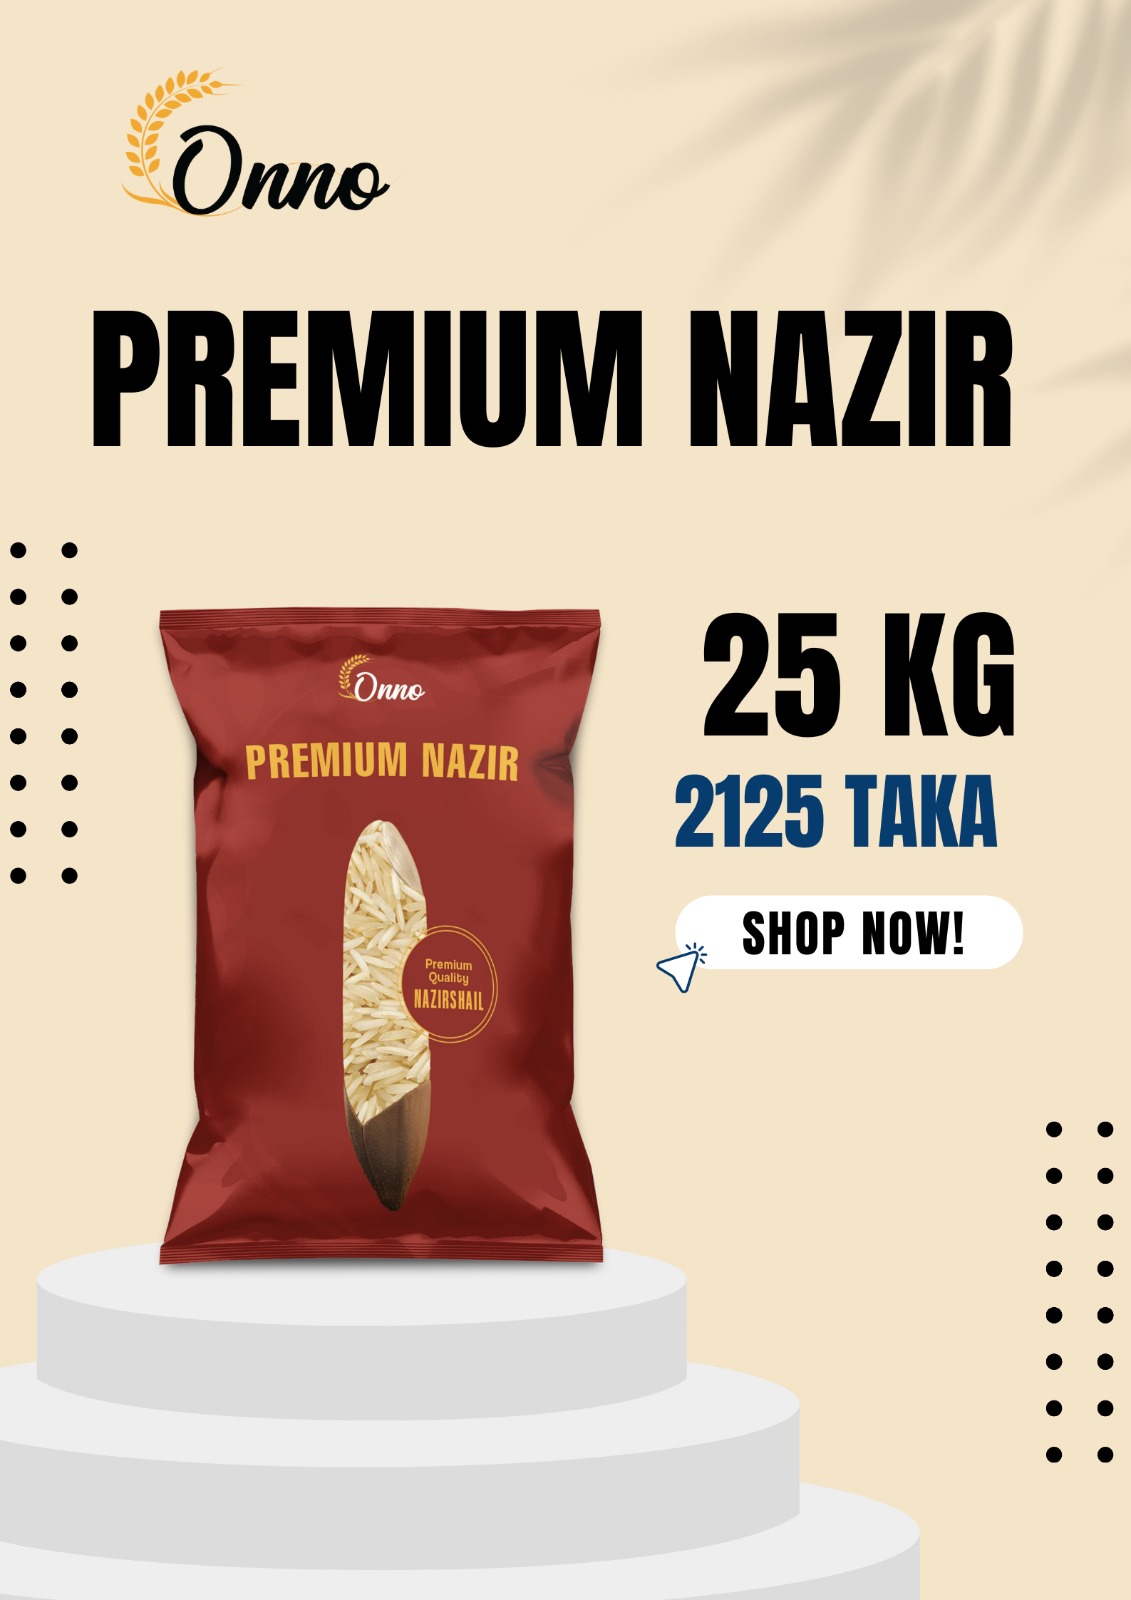 Onno
PREMIUM NAZIR
Onno
PREMIUM NAZIR
Premium
Quality
NAZIRSHAIL
25 KG
2125 TAKA
SHOP NOW!